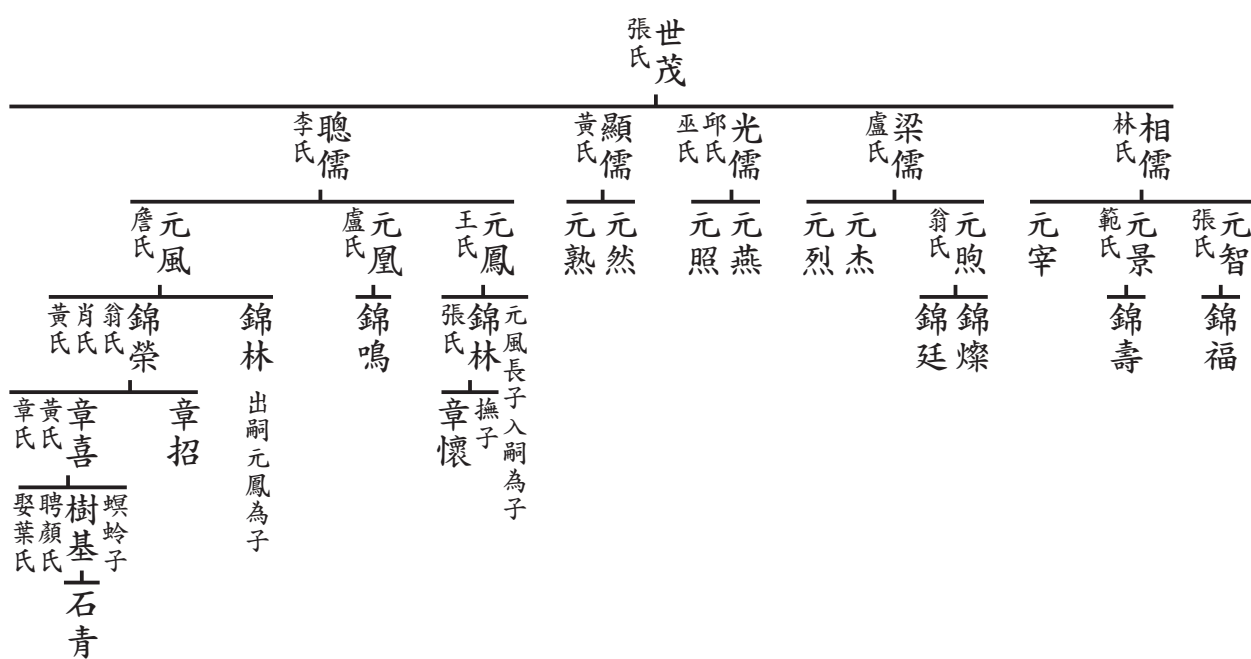 世茂
張氏
相儒
林氏
梁儒
盧氏
光儒
邱氏
巫氏
顯儒
黃氏
聰儒
李氏
元智
張氏
元景
範氏
元宰
元煦
翁氏
元杰
元烈
元燕
元照
元然
元熟
元鳳
王氏
元凰
盧氏
元風
詹氏
錦福
錦壽
錦燦
錦廷
元風長子入嗣為子
錦林
張氏
錦鳴
錦林
出嗣元鳳為子
錦榮
翁氏
肖氏
黃氏
撫子
章懷
章招
章喜
黃氏
章氏
螟蛉子
樹基
聘顏氏
娶葉氏
石青